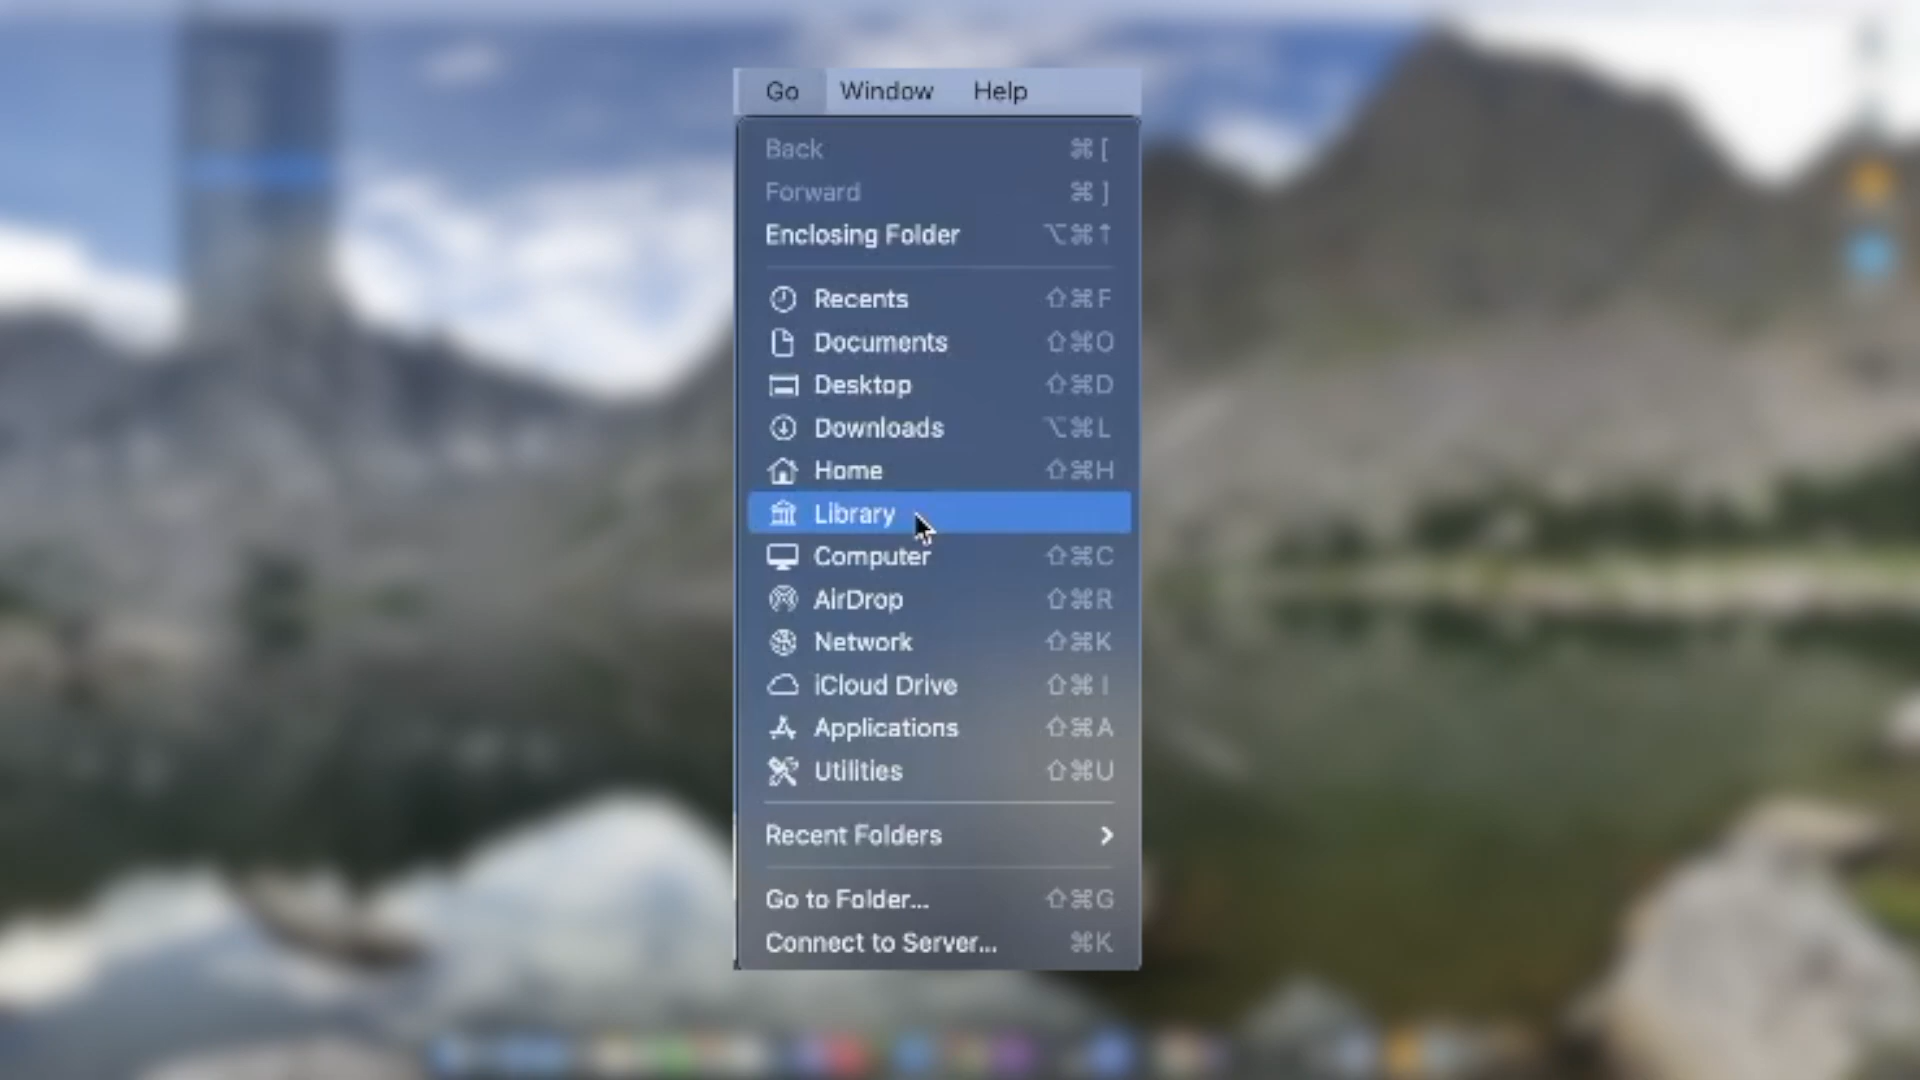 Go Window Help
Back ⌘ [
Forward ⌘ ]
Enclosing Folder ⌥⌘↑
Recents ⇧⌘F
Documents ⇧⌘O
Desktop ⇧⌘D
Downloads ⌥⌘L
Home ⇧⌘H
Library
Computer ⇧⌘C
AirDrop ⇧⌘R
Network ⇧⌘K
iCloud Drive ⇧⌘I
Applications ⇧⌘A
Utilities ⇧⌘U
Recent Folders
Go to Folder... ⇧⌘G
Connect to Server... ⌘K